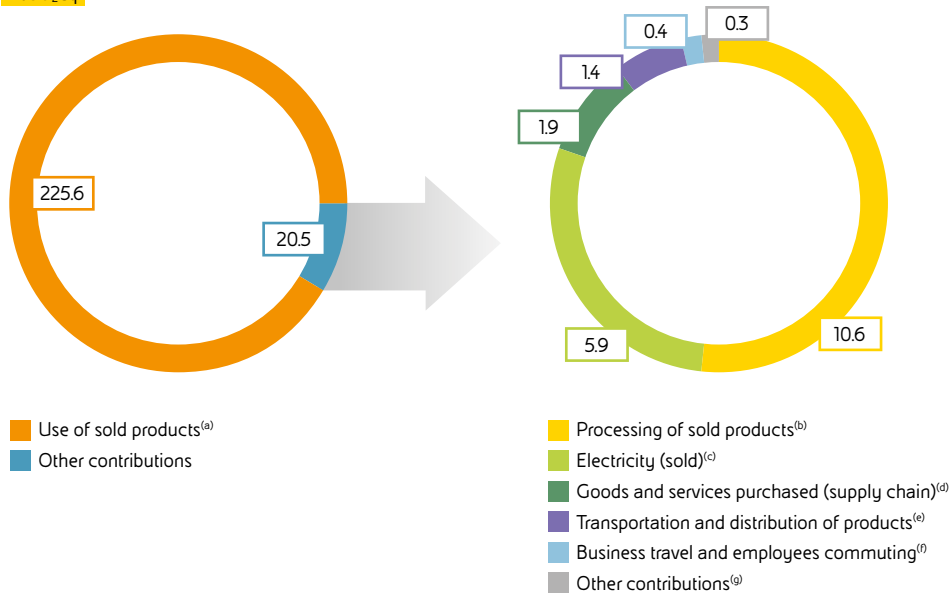 0.3
0.4
1.4
1.9
225.6
20.5
5.9
10.6
Use of sold products(a)
Other contributions
Processing of sold products(b)
Electricity (sold)(c)
Goods and services purchased (supply chain)(d)
Transportation and distribution of products(e)
Business travel and employees commuting(f)
Other contributions(g)